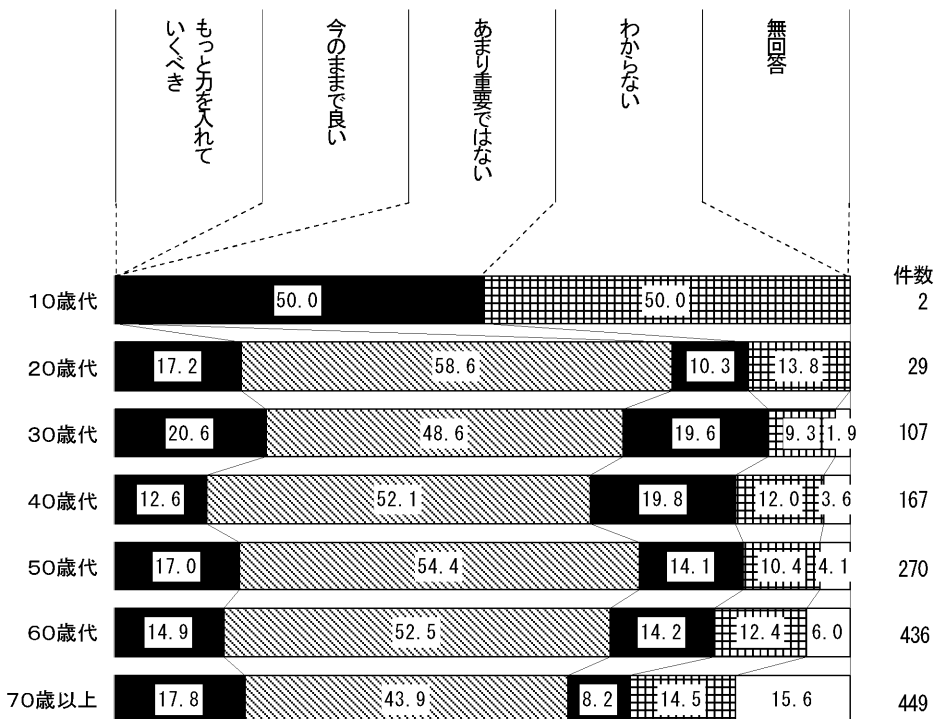 もっと力を入れて
いくべき
今のままで良い
あまり重要ではない
わからない
無回答
件数
10歳代 50.0 50.0 2
20歳代 17.2 58.6 10.3 13.8 29
30歳代 20.6 48.6 19.6 9.3 1.9 107
40歳代 12.6 52.1 19.8 12.0 3.6 167
50歳代 17.0 54.4 14.1 10.4 4.1 270
60歳代 14.9 52.5 14.2 12.4 6.0 436
70歳以上 17.8 43.9 8.2 14.5 15.6 449